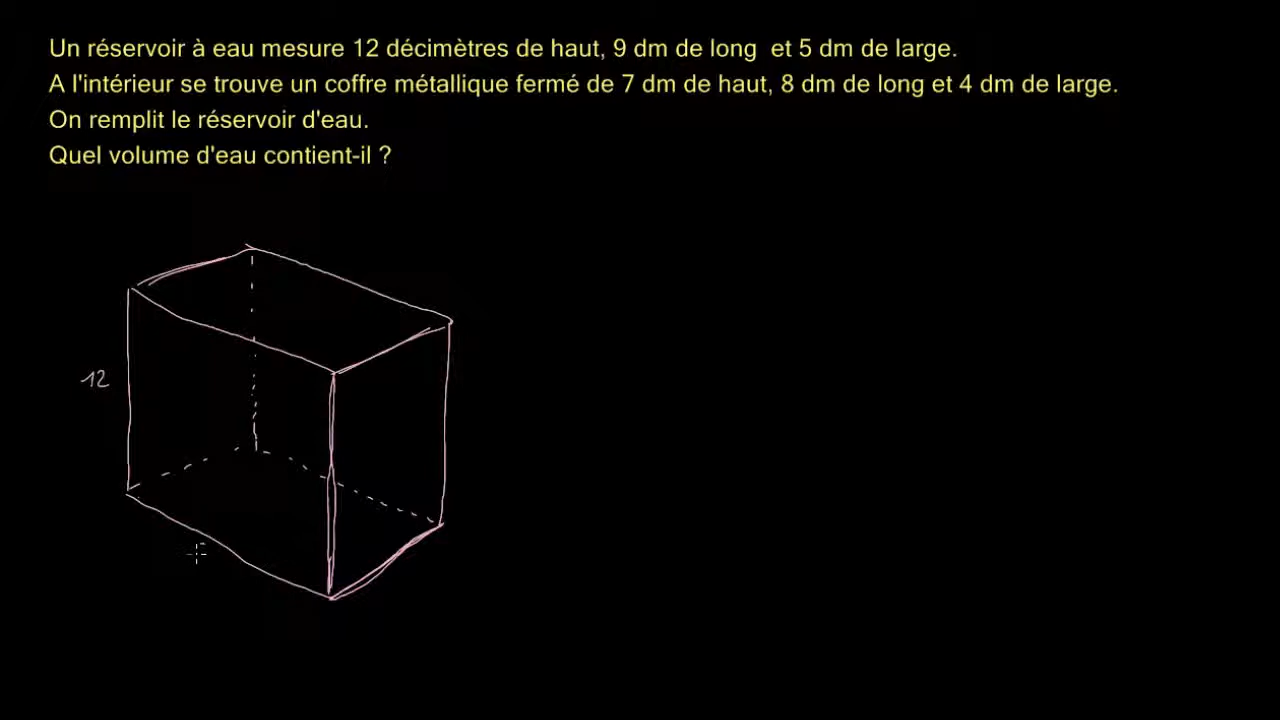 Un réservoir à eau mesure 12 décimètres de haut, 9 dm de long et 5 dm de large.
A l'intérieur se trouve un coffre métallique fermé de 7 dm de haut, 8 dm de long et 4 dm de large.
On remplit le réservoir d'eau.
Quel volume d'eau contient-il ?
12